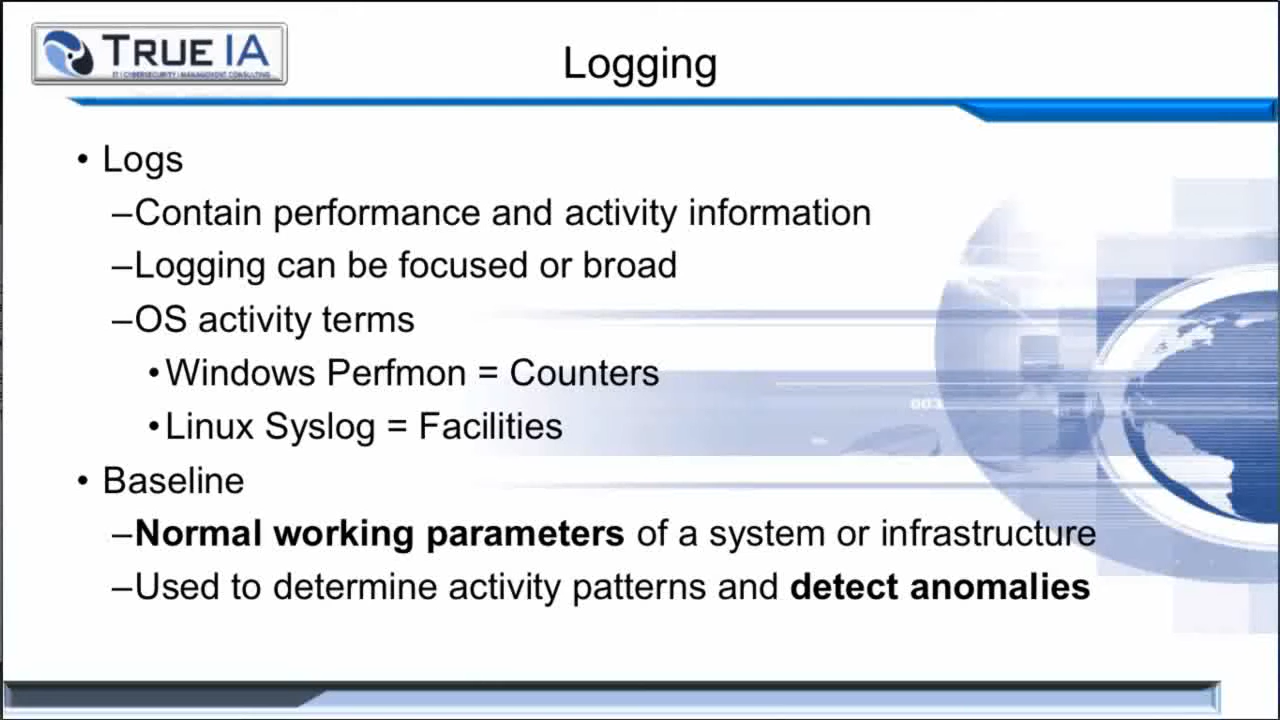 TRUE IA
IT | CYBERSECURITY | MANAGEMENT CONSULTING
Logging
• Logs
–Contain performance and activity information
–Logging can be focused or broad
–OS activity terms
•Windows Perfmon = Counters
•Linux Syslog = Facilities
003
• Baseline
–Normal working parameters of a system or infrastructure
–Used to determine activity patterns and detect anomalies